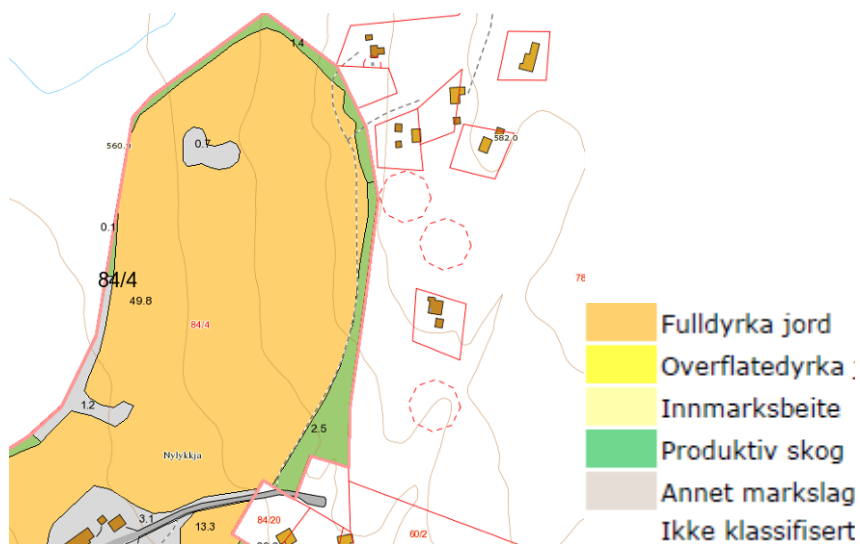 1.4
582.0
0.7
560.
0.1
84/4
49.8
84/4
78
1.2
2.5
Nylykkja
3.1
13.3
84/20
60/2
Fulldyrka jord
Overflatedyrka j
Innmarksbeite
Produktiv skog
Annet markslag
Ikke klassifisert